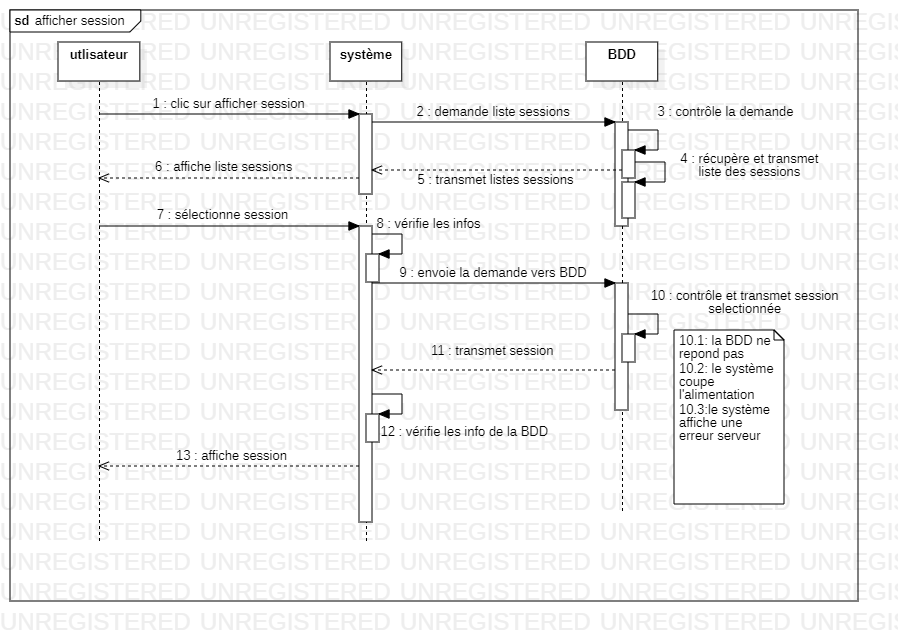 sd afficher session
utlisateur
système
BDD
1 : clic sur afficher session
2 : demande liste sessions
3 : contrôle la demande
4 : récupère et transmet
liste des sessions
5 : transmet listes sessions
6 : affiche liste sessions
7 : sélectionne session
8 : vérifie les infos
9 : envoie la demande vers BDD
10 : contrôle et transmet session
selectionnée
10.1: la BDD ne
repond pas
10.2: le système
coupe
l'alimentation
10.3:le système
affiche une
erreur serveur
11 : transmet session
12 : vérifie les info de la BDD
13 : affiche session
UNREGISTERED